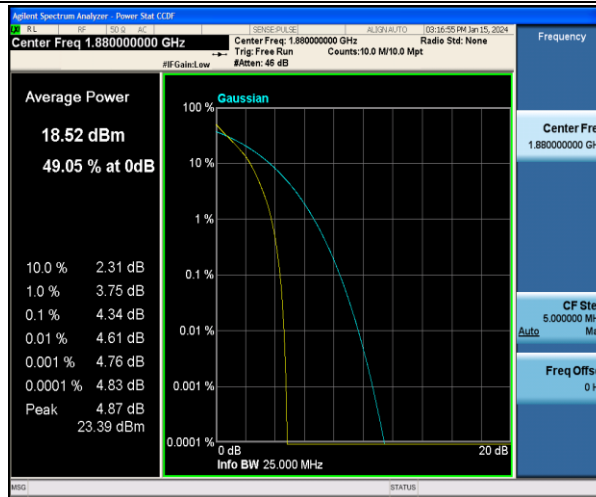 Agilent Spectrum Analyzer - Power Stat CCDF
RL RF 50 Ω AC SENSE:PULSE ALIGNAUTO 03:16:55 PM Jan 15, 2024
Center Freq 1.880000000 GHz
Center Freq: 1.880000000 GHz Radio Std: None
Trig: Free Run Counts:10.0 M/10.0 Mpt
#IFGain:Low #Atten: 46 dB
Frequency
Average Power
18.52 dBm
49.05 % at 0dB
10.0 % 2.31 dB
1.0 % 3.75 dB
0.1 % 4.34 dB
0.01 % 4.61 dB
0.001 % 4.76 dB
0.0001 % 4.83 dB
Peak 4.87 dB
23.39 dBm
Gaussian
100 %
10 %
1 %
0.1 %
0.01 %
0.001 %
0.0001 %
0 dB 20 dB
Info BW 25.000 MHz
Center Fre
1.880000000 GH
CF Ste
5.000000 MH
Auto Ma
Freq Offs
0 H
MSG STATUS